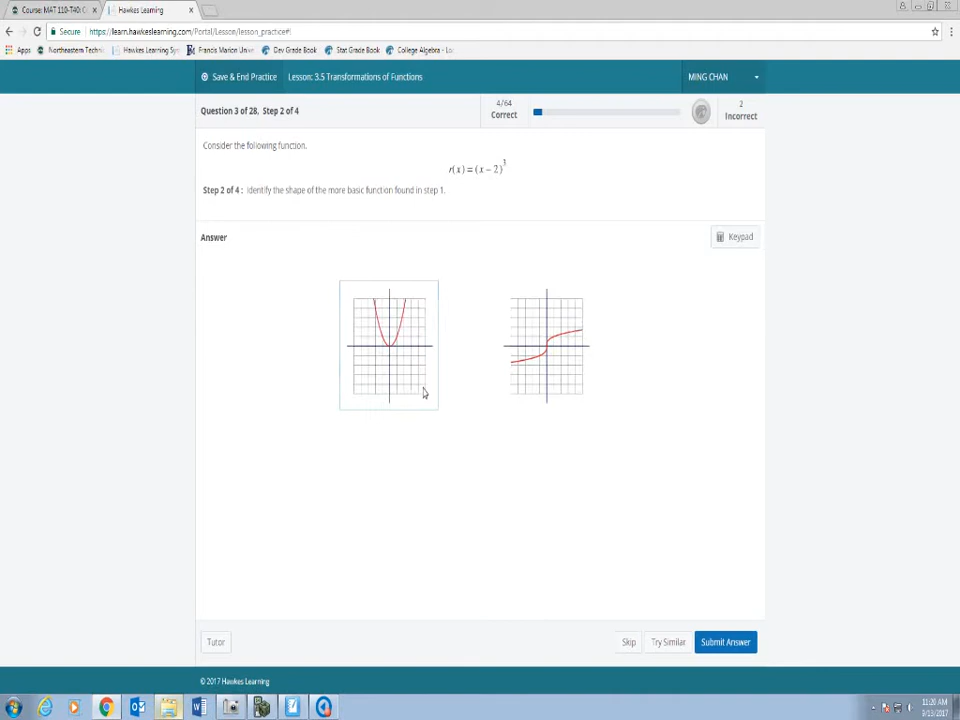 Course: MAT 110-T40: C
Hawkes Learning
Secure https://learn.hawkeslearning.com/Portal/Lesson/lesson_practice#!
Apps Northeastern Techni Hawkes Learning Sys Francis Marion Unive Dev Grade Book Stat Grade Book College Algebra - Lo
Save & End Practice Lesson: 3.5 Transformations of Functions MING CHAN
Question 3 of 28, Step 2 of 4
4/64
Correct
2
Incorrect
Consider the following function.
r(x) = (x − 2)³
Step 2 of 4 : Identify the shape of the more basic function found in step 1.
Answer
Keypad
Tutor Skip Try Similar Submit Answer
© 2017 Hawkes Learning
11:20 AM
9/13/2017